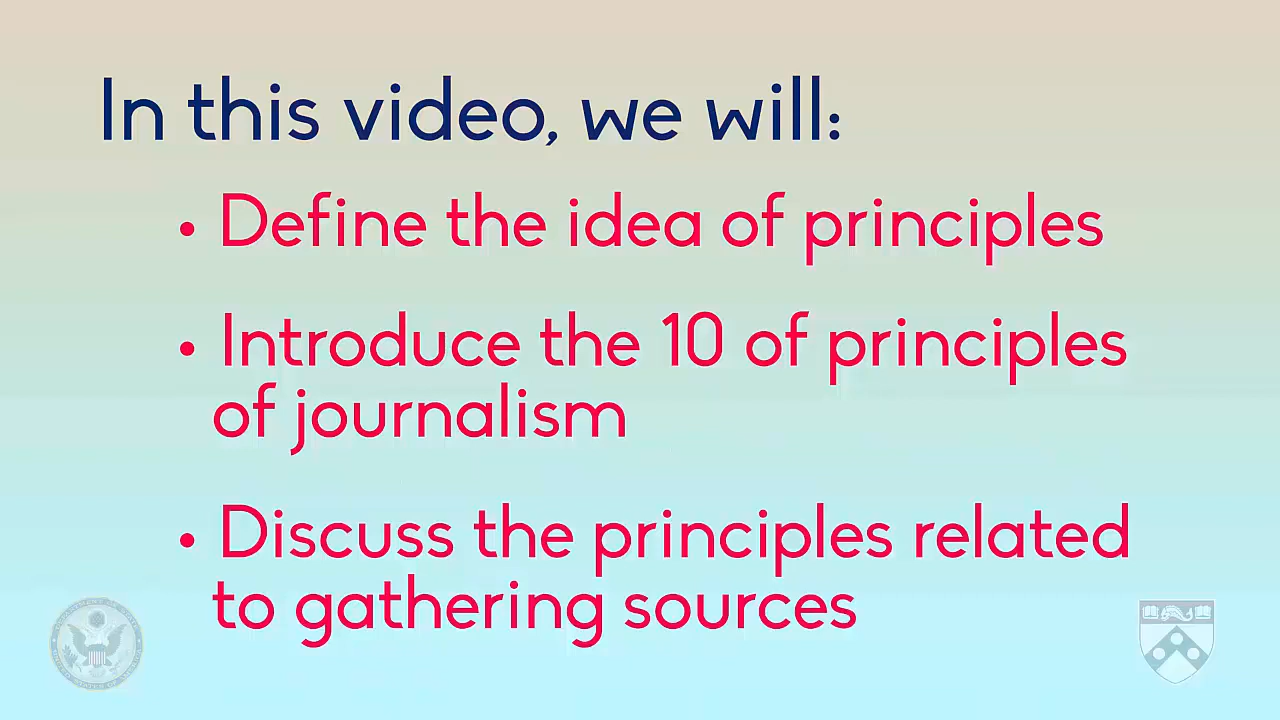 In this video, we will:
• Define the idea of principles
• Introduce the 10 of principles
of journalism
• Discuss the principles related
to gathering sources